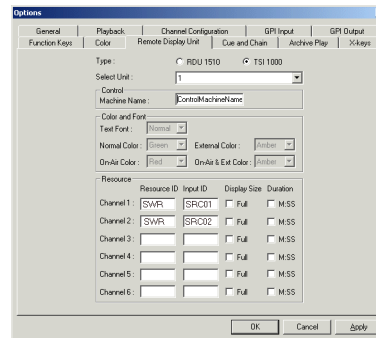 Options
General Playback Channel Configuration GPI Input GPI Output
Function Keys Color Remote Display Unit Cue and Chain Archive Play X-keys
Type : RDU 1510 TSI 1000
Select Unit : 1
Control
Machine Name : ControlMachineName
Color and Font
Text Font : Normal
Normal Color : Green External Color : Amber
On-Air Color : Red On-Air & Ext Color : Amber
Resource
Resource ID Input ID Display Size Duration
Channel 1 : SWR SRC01 Full M:SS
Channel 2 : SWR SRC02 Full M:SS
Channel 3 : Full M:SS
Channel 4 : Full M:SS
Channel 5 : Full M:SS
Channel 6 : Full M:SS
OK Cancel Apply